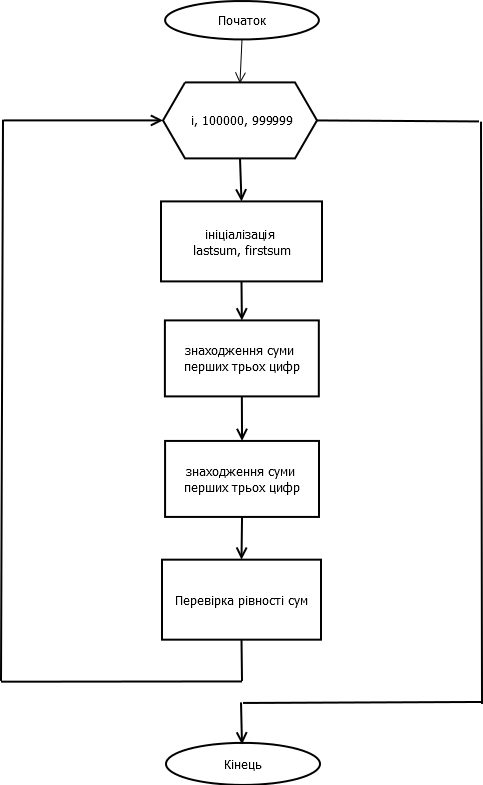 Початок
i, 100000, 999999
ініціалізація
lastsum, firstsum
знаходження суми
перших трьох цифр
знаходження суми
перших трьох цифр
Перевірка рівності сум
Кінець